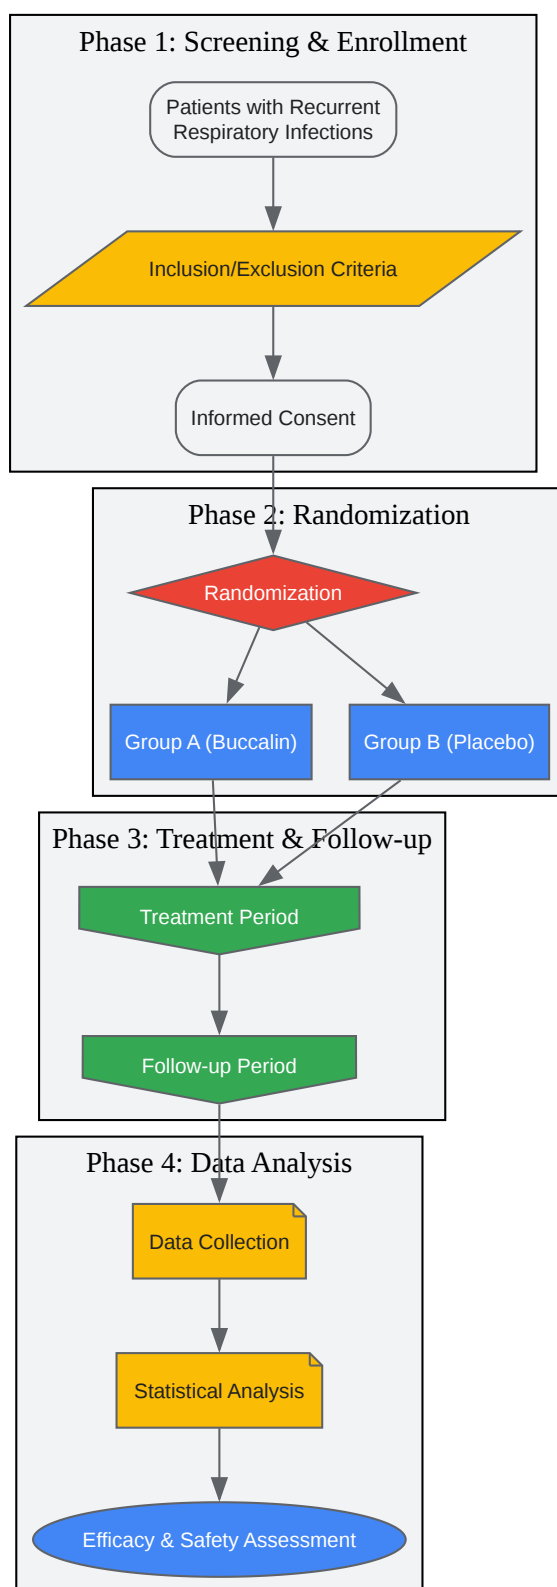 Phase 1: Screening & Enrollment
Patients with Recurrent
Respiratory Infections
Inclusion/Exclusion Criteria
Informed Consent
Phase 2: Randomization
Randomization
Group A (Buccalin)
Group B (Placebo)
Phase 3: Treatment & Follow-up
Treatment Period
Follow-up Period
Phase 4: Data Analysis
Data Collection
Statistical Analysis
Efficacy & Safety Assessment